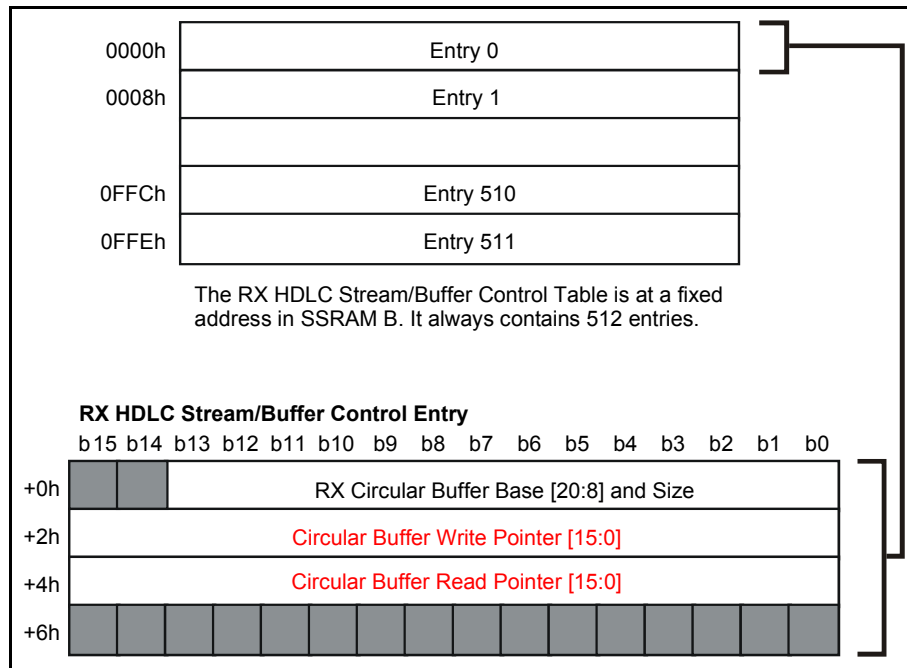 0000h Entry 0
0008h Entry 1
0FFCh Entry 510
0FFEh Entry 511
The RX HDLC Stream/Buffer Control Table is at a fixed
address in SSRAM B. It always contains 512 entries.
RX HDLC Stream/Buffer Control Entry
b15 b14 b13 b12 b11 b10 b9 b8 b7 b6 b5 b4 b3 b2 b1 b0
+0h RX Circular Buffer Base [20:8] and Size
+2h Circular Buffer Write Pointer [15:0]
+4h Circular Buffer Read Pointer [15:0]
+6h